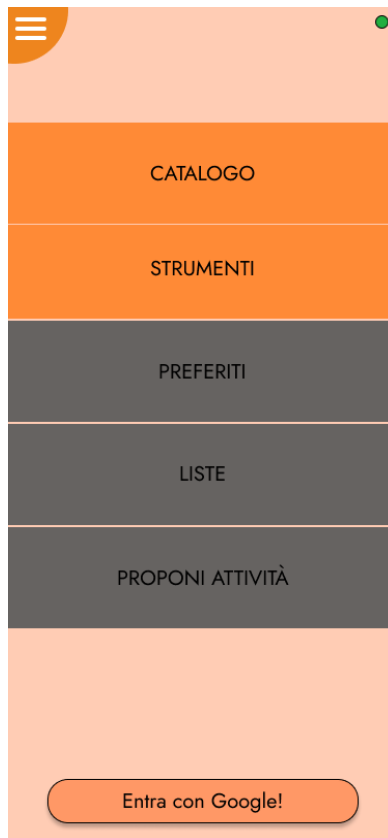 CATALOGO
STRUMENTI
PREFERITI
LISTE
PROPONI ATTIVITÀ
Entra con Google!